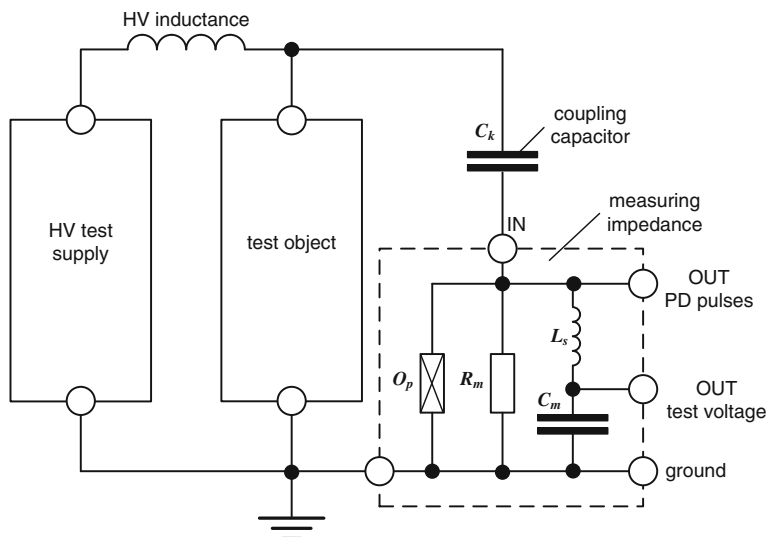 HV inductance
C_k
coupling
capacitor
measuring
impedance
IN
HV test
supply
test object
OUT
PD pulses
L_s
O_p
R_m
C_m
OUT
test voltage
ground